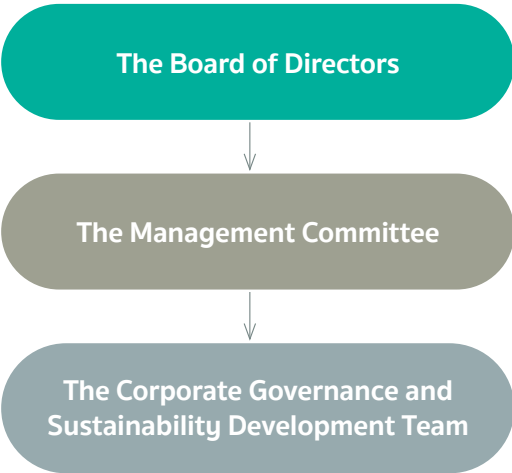 The Board of Directors
The Management Committee
The Corporate Governance and
Sustainability Development Team